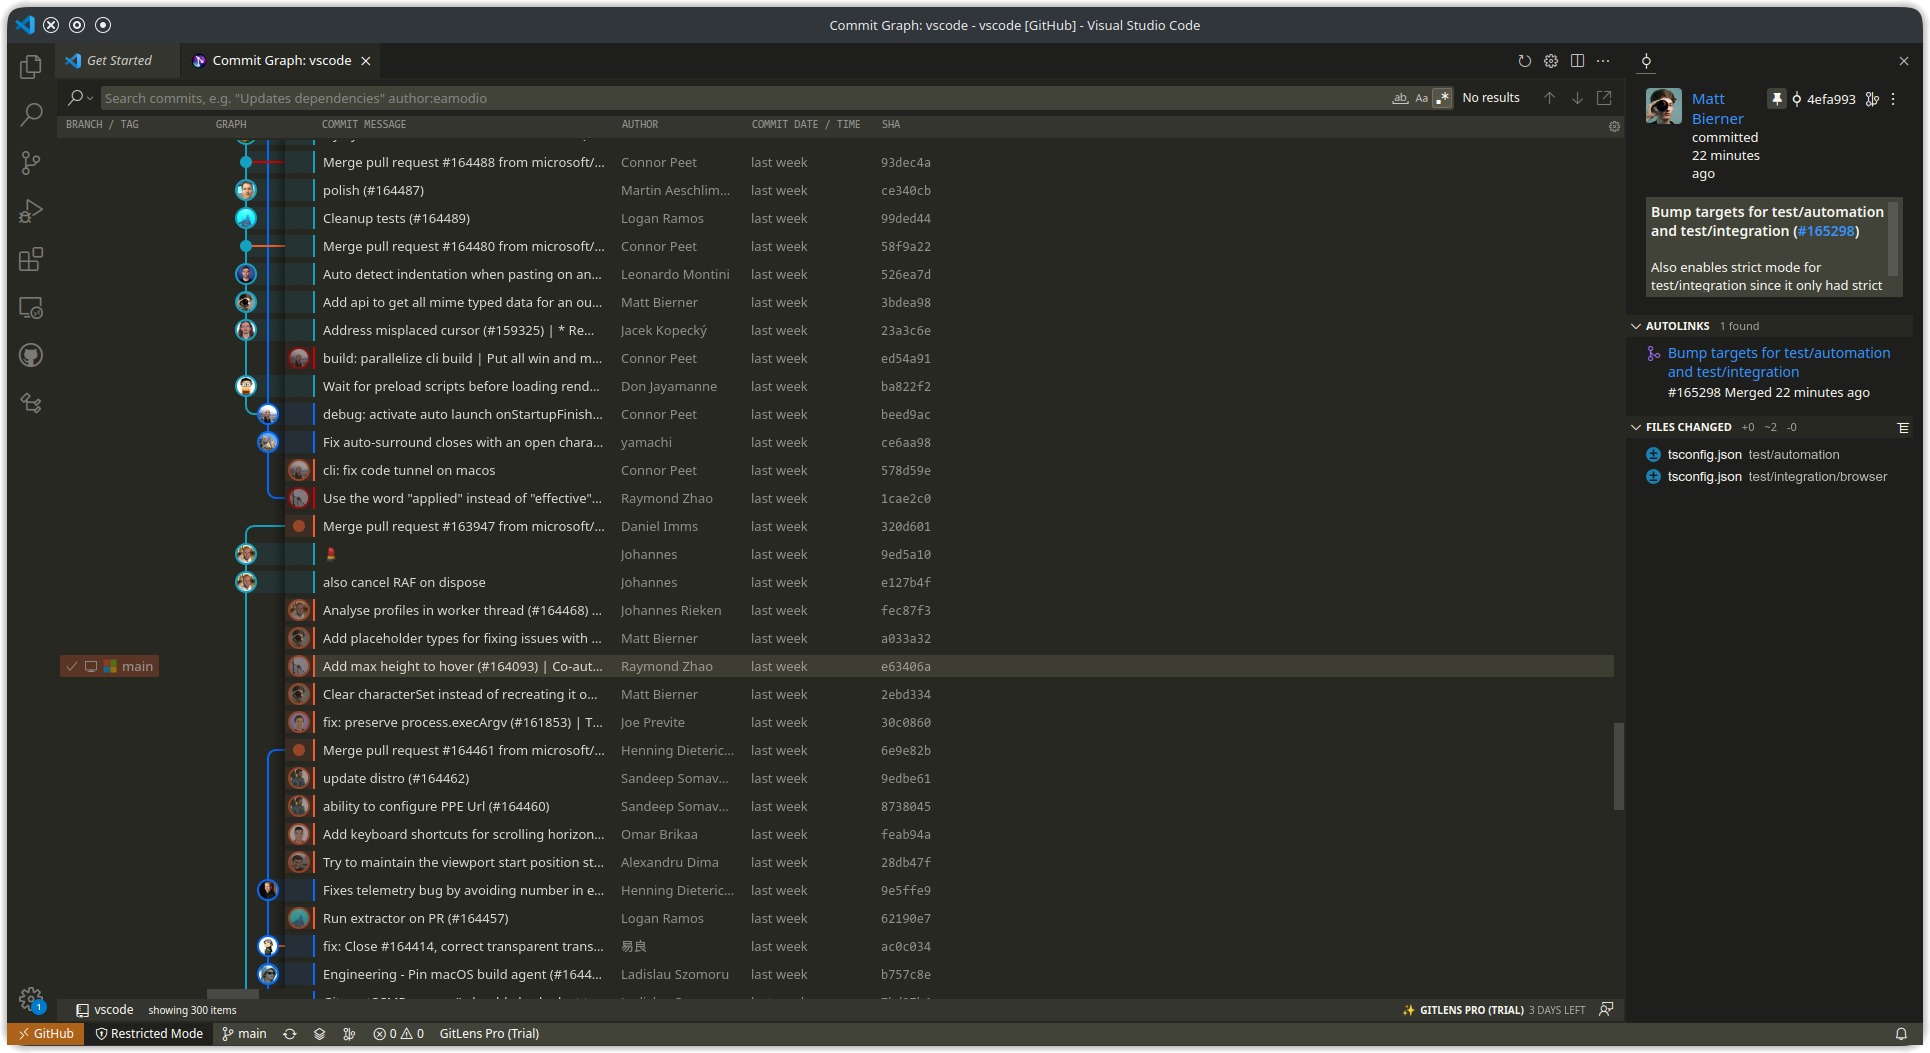 Commit Graph: vscode - vscode [GitHub] - Visual Studio Code
Get Started
Commit Graph: vscode
Search commits, e.g. "Updates dependencies" author:eamodio
ab, Aa .* No results
BRANCH / TAG GRAPH COMMIT MESSAGE AUTHOR COMMIT DATE / TIME SHA
Merge pull request #164488 from microsoft/... Connor Peet last week 93dec4a
polish (#164487) Martin Aeschlim... last week ce340cb
Cleanup tests (#164489) Logan Ramos last week 99ded44
Merge pull request #164480 from microsoft/... Connor Peet last week 58f9a22
Auto detect indentation when pasting on an... Leonardo Montini last week 526ea7d
Add api to get all mime typed data for an ou... Matt Bierner last week 3bdea98
Address misplaced cursor (#159325) | * Re... Jacek Kopecký last week 23a3c6e
build: parallelize cli build | Put all win and m... Connor Peet last week ed54a91
Wait for preload scripts before loading rend... Don Jayamanne last week ba822f2
debug: activate auto launch onStartupFinish... Connor Peet last week beed9ac
Fix auto-surround closes with an open chara... yamachi last week ce6aa98
cli: fix code tunnel on macos Connor Peet last week 578d59e
Use the word "applied" instead of "effective"... Raymond Zhao last week 1cae2c0
Merge pull request #163947 from microsoft/... Daniel Imms last week 320d601
💄 Johannes last week 9ed5a10
also cancel RAF on dispose Johannes last week e127b4f
Analyse profiles in worker thread (#164468) ... Johannes Rieken last week fec87f3
Add placeholder types for fixing issues with ... Matt Bierner last week a033a32
main Add max height to hover (#164093) | Co-aut... Raymond Zhao last week e63406a
Clear characterSet instead of recreating it o... Matt Bierner last week 2ebd334
fix: preserve process.execArgv (#161853) | T... Joe Previte last week 30c0860
Merge pull request #164461 from microsoft/... Henning Dieteric... last week 6e9e82b
update distro (#164462) Sandeep Somav... last week 9edbe61
ability to configure PPE Url (#164460) Sandeep Somav... last week 8738045
Add keyboard shortcuts for scrolling horizon... Omar Brikaa last week feab94a
Try to maintain the viewport start position st... Alexandru Dima last week 28db47f
Fixes telemetry bug by avoiding number in e... Henning Dieteric... last week 9e5ffe9
Run extractor on PR (#164457) Logan Ramos last week 62190e7
fix: Close #164414, correct transparent trans... 易良 last week ac0c034
Engineering - Pin macOS build agent (#1644... Ladislau Szomoru last week b757c8e
vscode showing 300 items
GITLENS PRO (TRIAL) 3 DAYS LEFT
Matt Bierner
committed
22 minutes
ago
4efa993
Bump targets for test/automation
and test/integration (#165298)
Also enables strict mode for
test/integration since it only had strict
AUTOLINKS 1 found
Bump targets for test/automation
and test/integration
#165298 Merged 22 minutes ago
FILES CHANGED +0 ~2 -0
tsconfig.json test/automation
tsconfig.json test/integration/browser
1
GitHub Restricted Mode main 0 0 GitLens Pro (Trial)